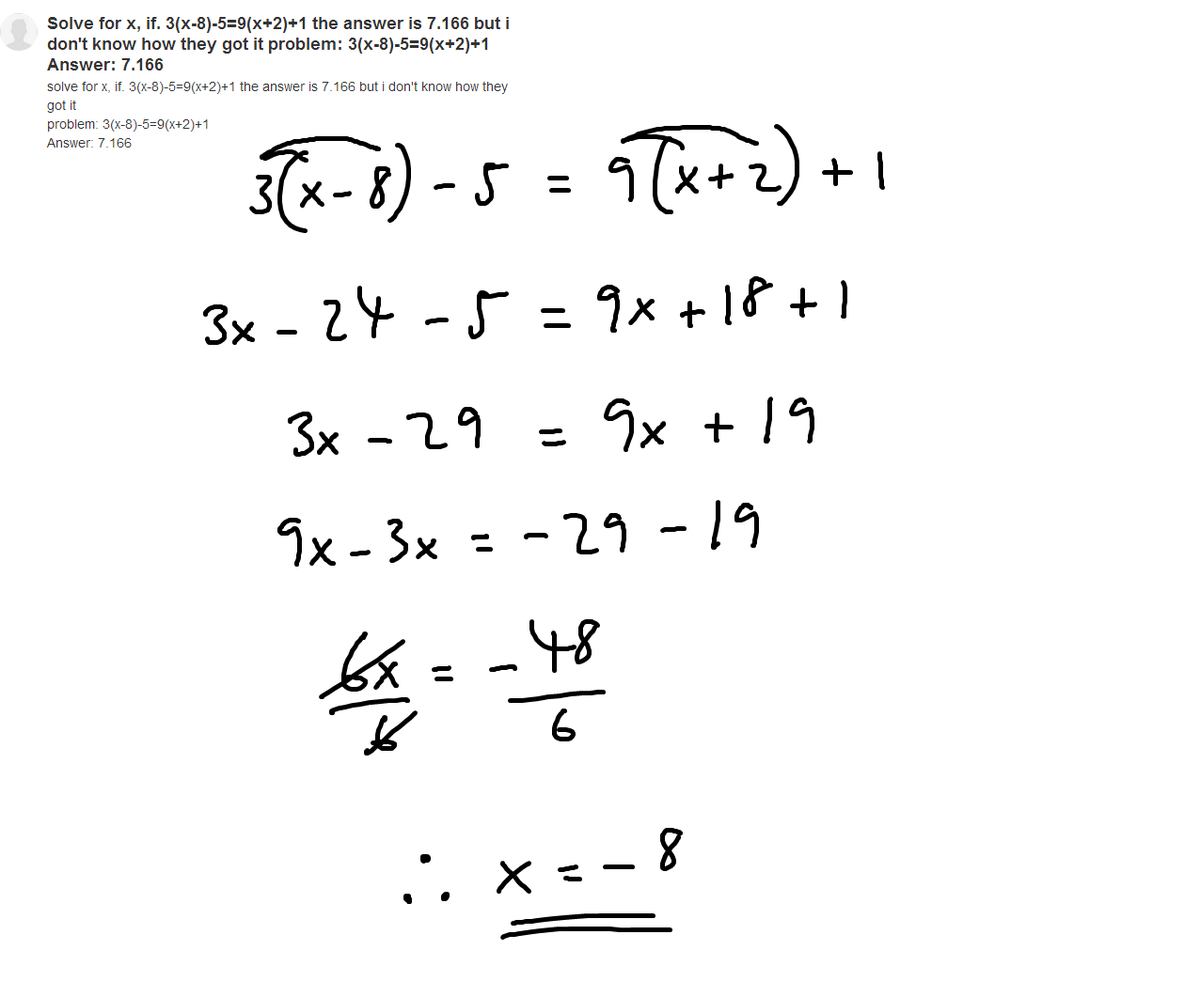 Solve for x, if. 3(x-8)-5=9(x+2)+1 the answer is 7.166 but i
don't know how they got it problem: 3(x-8)-5=9(x+2)+1
Answer: 7.166
solve for x, if. 3(x-8)-5=9(x+2)+1 the answer is 7.166 but i don't know how they
got it
problem: 3(x-8)-5=9(x+2)+1
Answer: 7.166
3(x-8) - 5 = 9(x+2) + 1
3x - 24 - 5 = 9x + 18 + 1
3x - 29 = 9x + 19
9x - 3x = -29 - 19
6x = -48
6 6
∴ x = -8